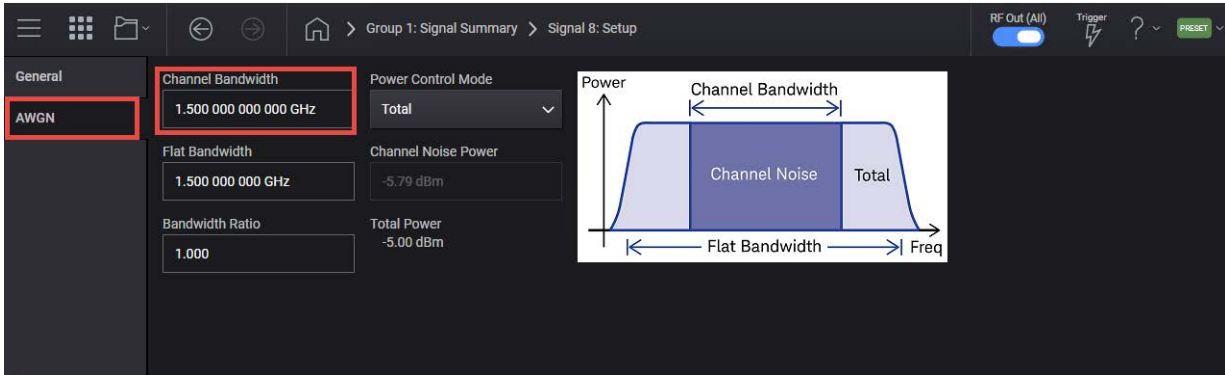 Group 1: Signal Summary > Signal 8: Setup
RF Out (All)
Trigger
?
PRESET
General
AWGN
Channel Bandwidth
1.500 000 000 000 GHz
Power Control Mode
Total
Flat Bandwidth
1.500 000 000 GHz
Channel Noise Power
-5.79 dBm
Bandwidth Ratio
1.000
Total Power
-5.00 dBm
Power
Channel Bandwidth
Channel Noise
Total
Flat Bandwidth
Freq